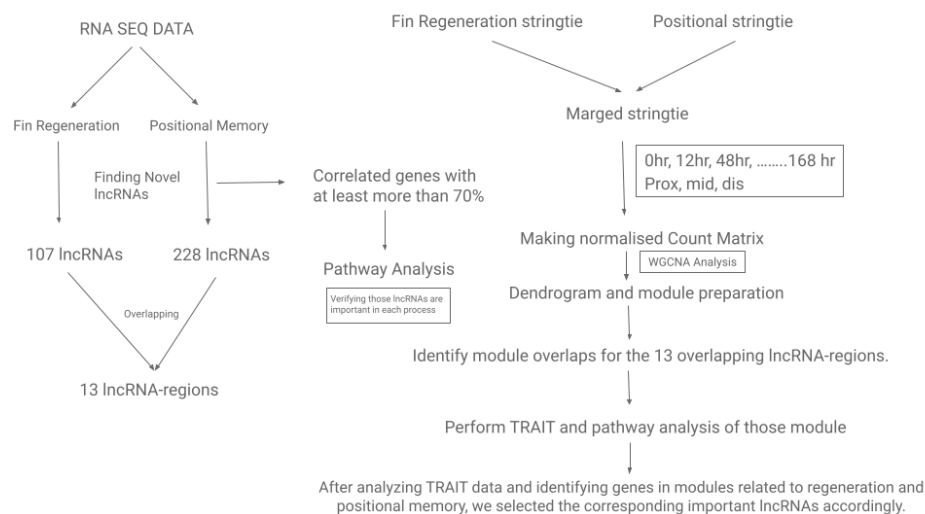 RNA SEQ DATA
Fin Regeneration
Positional Memory
Finding Novel
lncRNAs
107 lncRNAs
228 lncRNAs
Overlapping
13 lncRNA-regions
Correlated genes with
at least more than 70%
Pathway Analysis
Verifying those lncRNAs are
important in each process
Fin Regeneration stringtie
Positional stringtie
Marged stringtie
0hr, 12hr, 48hr, ........168 hr
Prox, mid, dis
Making normalised Count Matrix
WGCNA Analysis
Dendrogram and module preparation
Identify module overlaps for the 13 overlapping lncRNA-regions.
Perform TRAIT and pathway analysis of those module
After analyzing TRAIT data and identifying genes in modules related to regeneration and
positional memory, we selected the corresponding important lncRNAs accordingly.